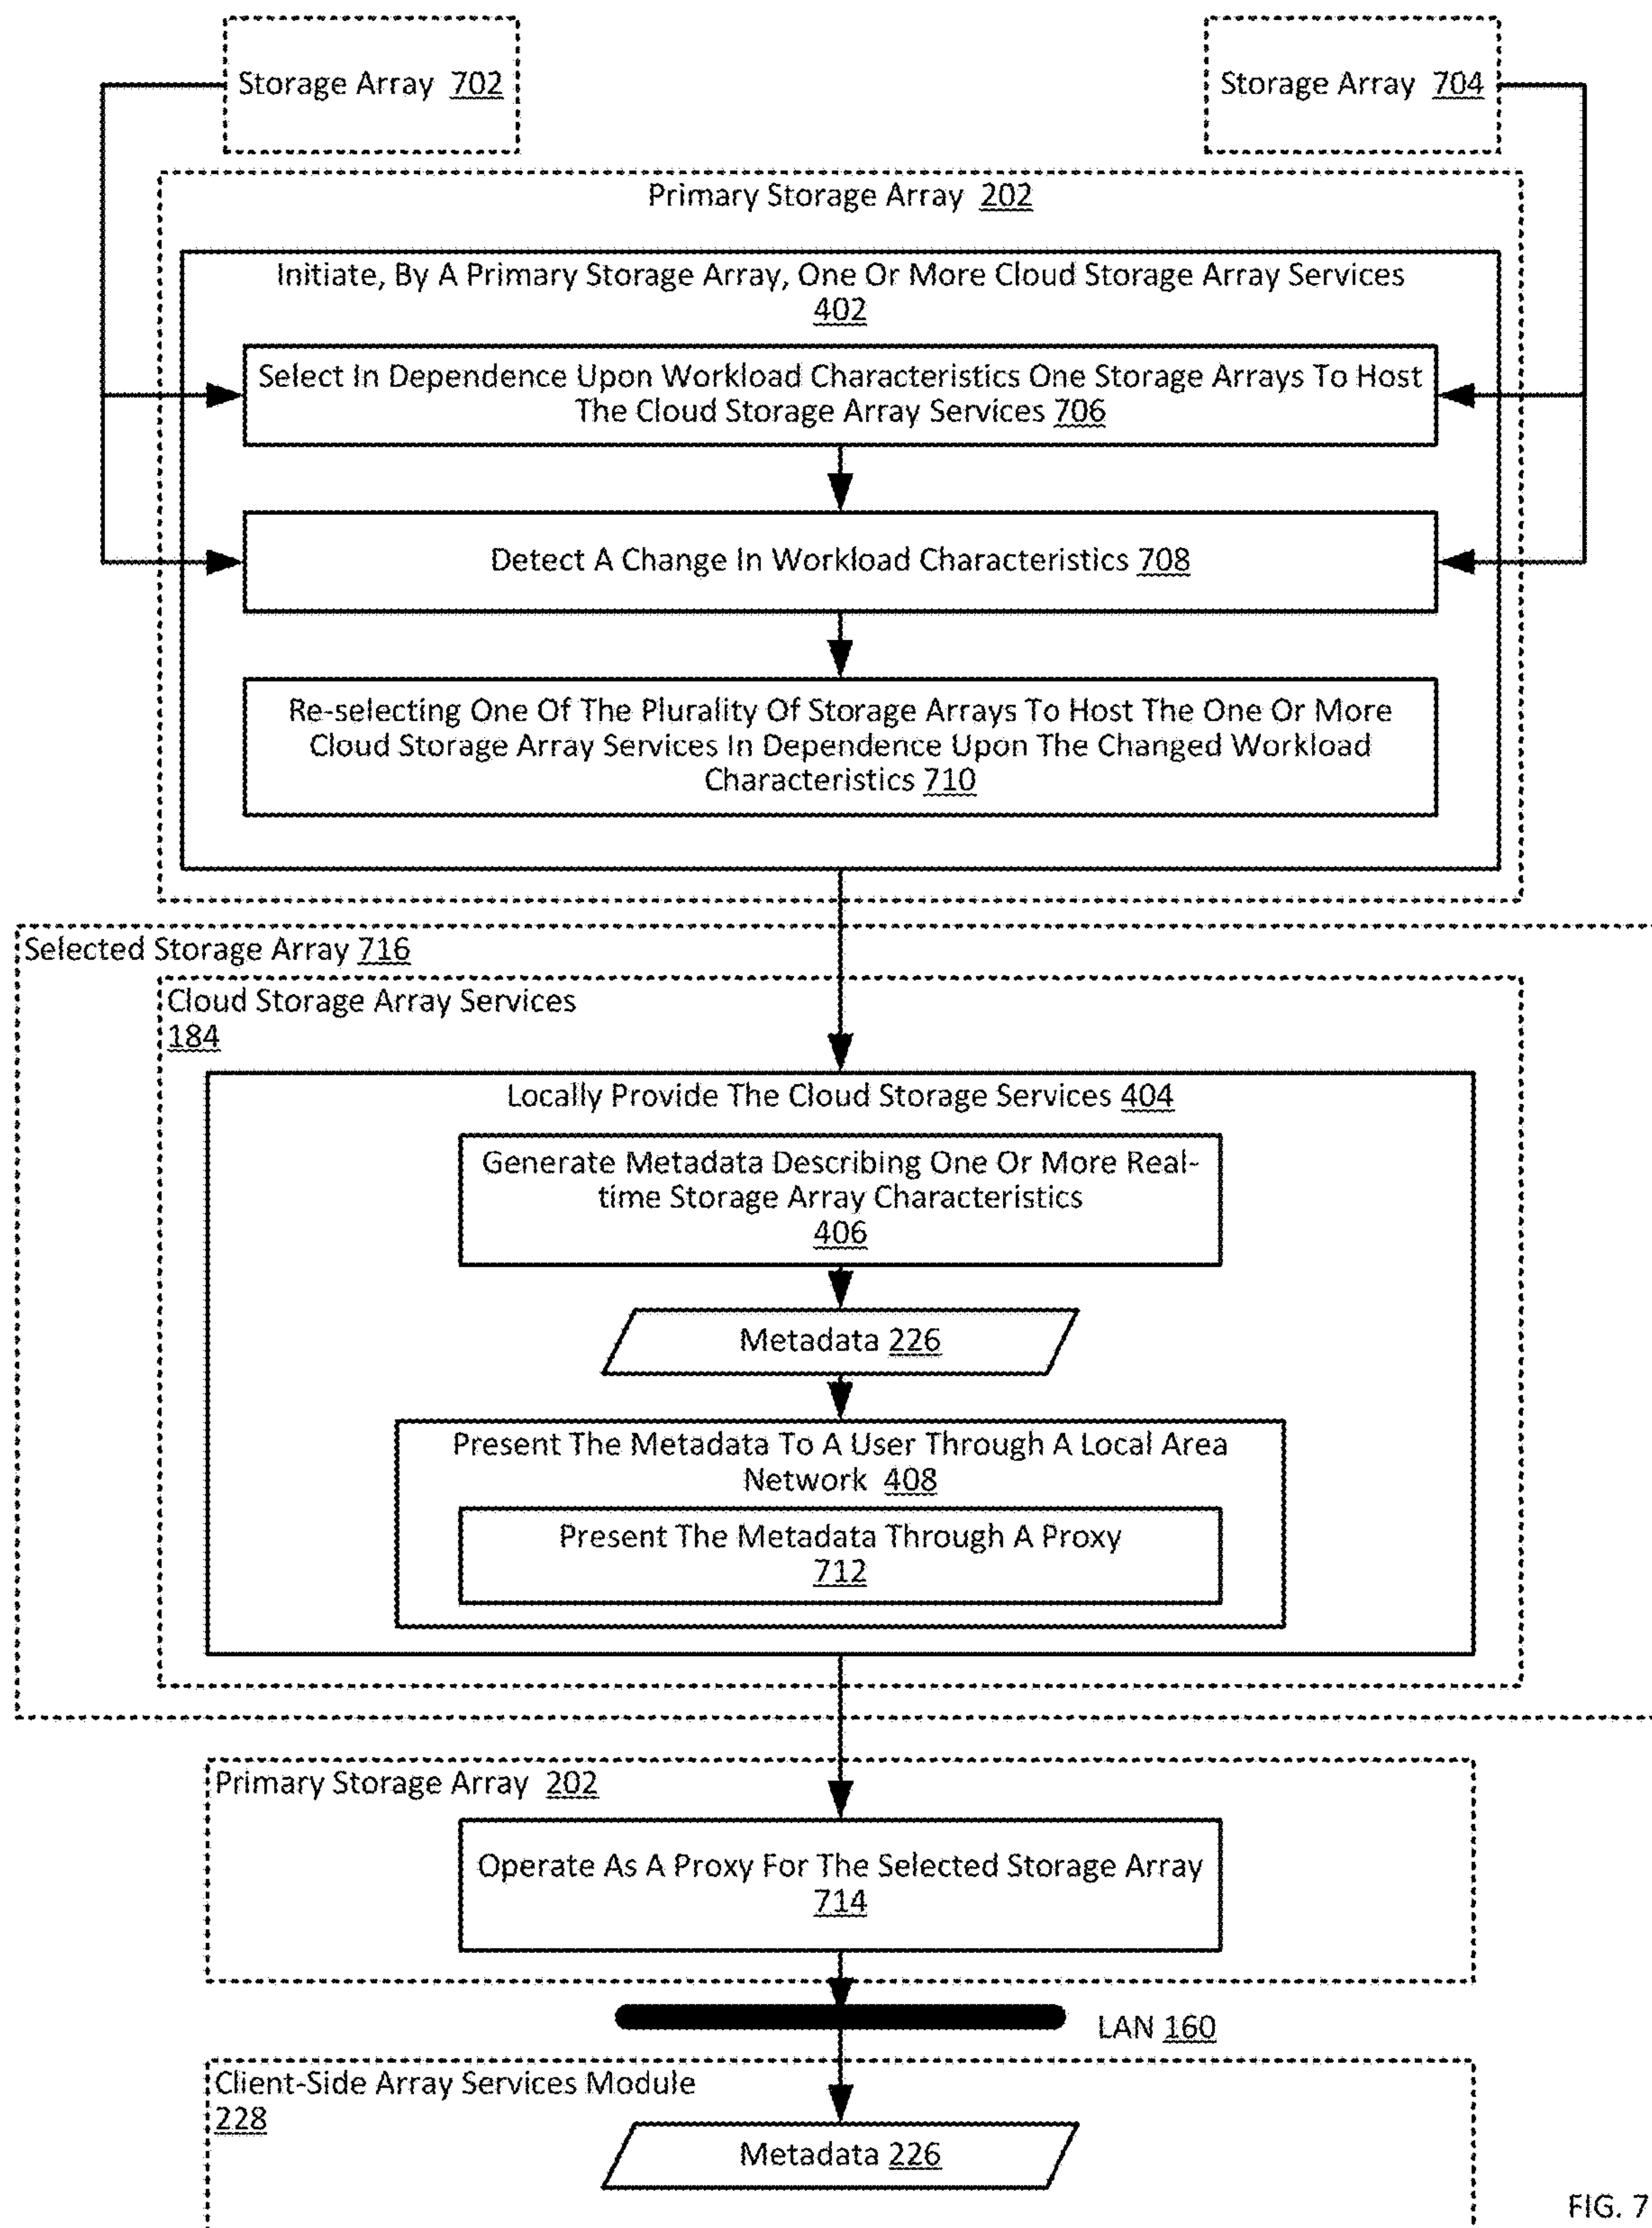 Storage Array 702
Storage Array 704
Primary Storage Array 202
Initiate, By A Primary Storage Array, One Or More Cloud Storage Array Services
402
Select In Dependence Upon Workload Characteristics One Storage Arrays To Host
The Cloud Storage Array Services 706
Detect A Change In Workload Characteristics 708
Re-selecting One Of The Plurality Of Storage Arrays To Host The One Or More
Cloud Storage Array Services In Dependence Upon The Changed Workload
Characteristics 710
Selected Storage Array 716
Cloud Storage Array Services
184
Locally Provide The Cloud Storage Services 404
Generate Metadata Describing One Or More Real-
time Storage Array Characteristics
406
Metadada 226
Present The Metadada To A User Through A Local Area
Network 408
Present The Metadada Through A Proxy
712
Primary Storage Array 202
Operate As A Proxy For The Selected Storage Array
714
LAN 160
Client-Side Array Services Module
228
Metadada 226
FIG. 7